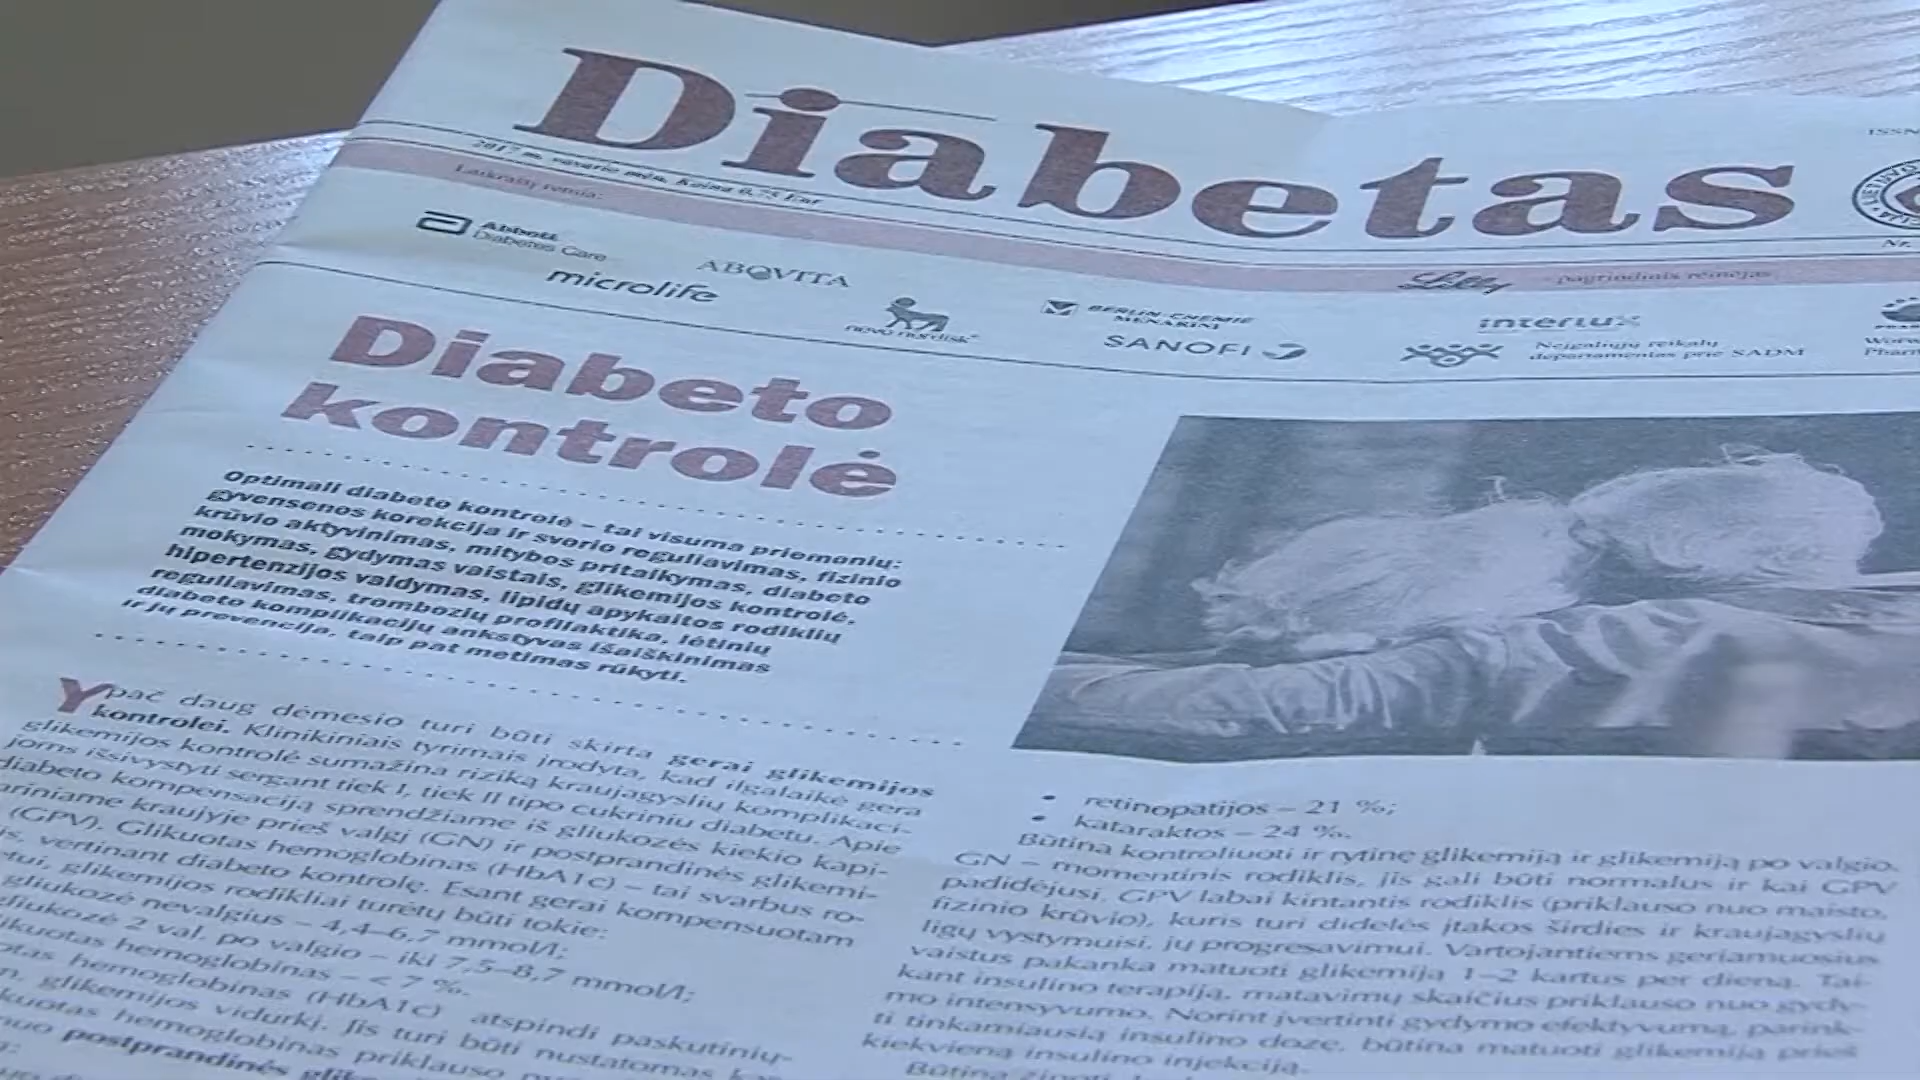 Diabetas
ISSN
2017 m. vasario mėn. Kaina 0,75 Eur
Nr.
Laikraštį remia:
Lilly pagrindinis rėmėjas
Abbott
Diabetes Care
microlife
ABOVITA
novo nordisk
BERLIN-CHEMIE
MENARINI
SANOFI
interlux
Neįgaliųjų reikalų
departamentas prie SADM
Diabeto
kontrolė
Optimali diabeto kontrolė – tai visuma priemonių:
gyvensenos korekcija ir svorio reguliavimas, fizinio
krūvio aktyvinimas, mitybos pritaikymas, diabeto
mokymas, gydymas vaistais, glikemijos kontrolė,
hipertenzijos valdymas, lipidų apykaitos rodiklių
reguliavimas, trombozių profilaktika, lėtinių
diabeto komplikacijų ankstyvas išaiškinimas
ir jų prevencija, taip pat metimas rūkyti.
Ypač daug dėmesio turi būti skirta gerai glikemijos
kontrolei. Klinikiniais tyrimais įrodyta, kad ilgalaikė gera
glikemijos kontrolė sumažina riziką kraujagyslių komplikaci-
joms išsivystyti sergant tiek I, tiek II tipo cukriniu diabetu. Apie
diabeto kompensaciją sprendžiame iš gliukozės kiekio kapi-
liariniame kraujyje prieš valgį (GN) ir postprandinės glikemi-
(GPV). Glikuotas hemoglobinas (HbA1c) – tai svarbus ro-
vertinant diabeto kontrolę. Esant gerai kompensuotam
glikemijos rodikliai turėtų būti tokie:
gliukozė nevalgius – 4,4–6,7 mmol/l;
gliukozė 2 val. po valgio – iki 7,5–8,7 mmol/l;
hemoglobinas – < 7 %.
hemoglobinas (HbA1c) atspindi paskutinių
glikemijos vidurkį. Jis turi būti nustatomas
hemoglobinas priklauso
nuo postprandinės
• retinopatijos – 21 %;
• kataraktos – 24 %.
Būtina kontroliuoti ir rytinę glikemiją ir glikemiją po valgio.
GN – momentinis rodiklis, jis gali būti normalus ir kai GPV
padidėjusi. GPV labai kintantis rodiklis (priklauso nuo maisto,
fizinio krūvio), kuris turi didelės įtakos širdies ir kraujagyslių
ligų vystymuisi, jų progresavimui. Vartojantiems geriamuosius
vaistus pakanka matuoti glikemiją 1–2 kartus per dieną. Tai-
kant insulino terapiją, matavimų skaičius priklauso nuo gydy-
mo intensyvumo. Norint įvertinti gydymo efektyvumą, parink-
ti tinkamiausią insulino dozę, būtina matuoti glikemiją prieš
kiekvieną insulino injekciją.
Būtina žinoti